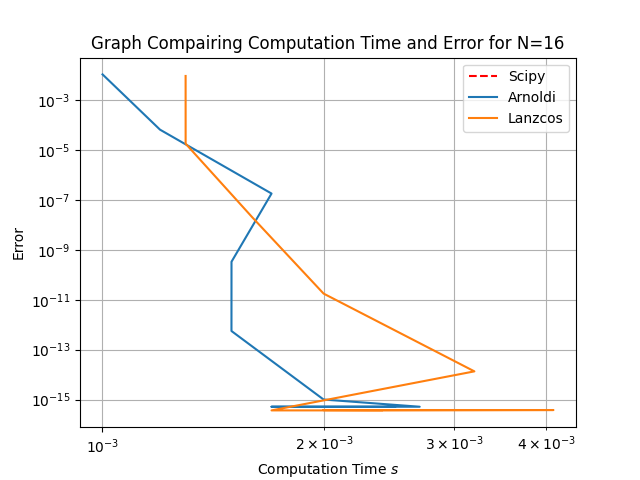 Graph Compairing Computation Time and Error for N=16
Scipy
Arnoldi
Lanzcos
Error
10⁻³
10⁻⁵
10⁻⁷
10⁻⁹
10⁻¹¹
10⁻¹³
10⁻¹⁵
10⁻³
2 × 10⁻³
3 × 10⁻³
4 × 10⁻³
Computation Time s